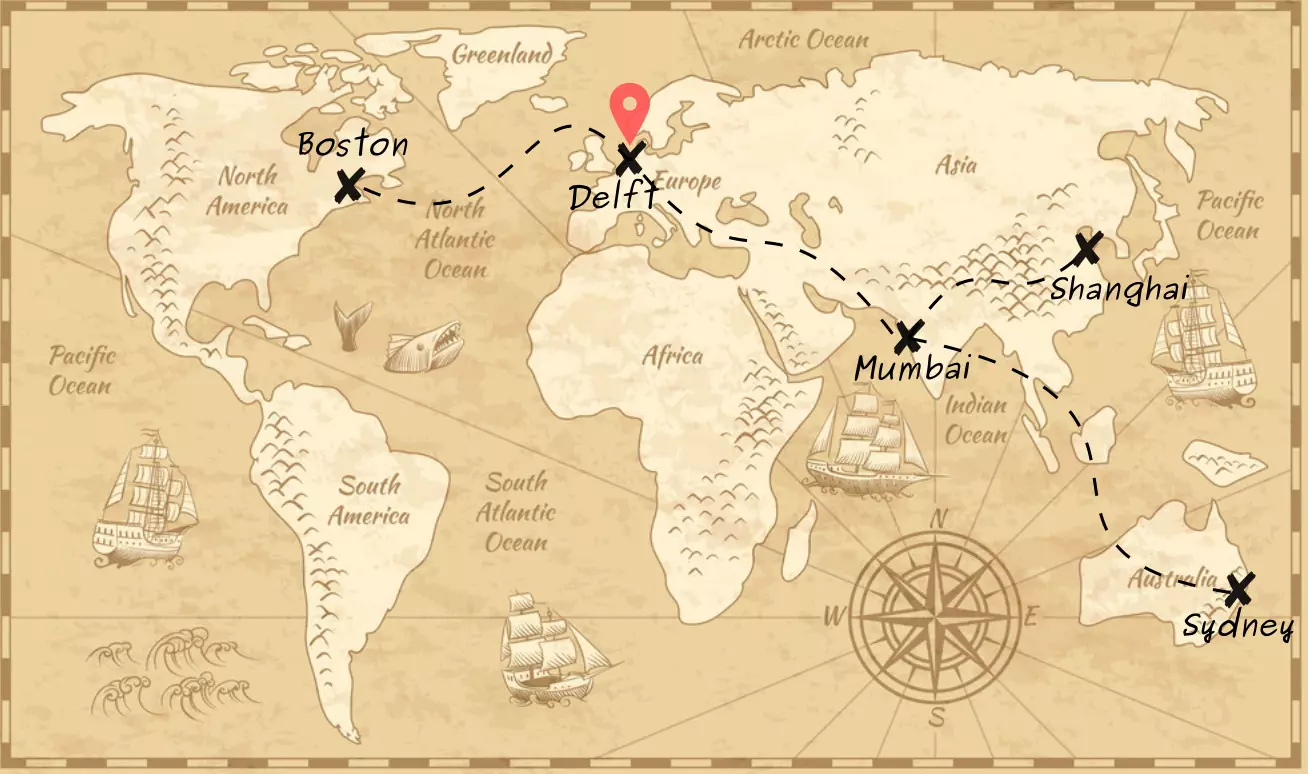 Arctic Ocean
Greenland
Boston
North
America
Delft
Europe
Asia
North
Atlantic
Ocean
Pacific
Ocean
Shanghai
Pacific
Ocean
Africa
Mumbai
Indian
Ocean
South
America
South
Atlantic
Ocean
N
W
E
S
Australia
Sydney